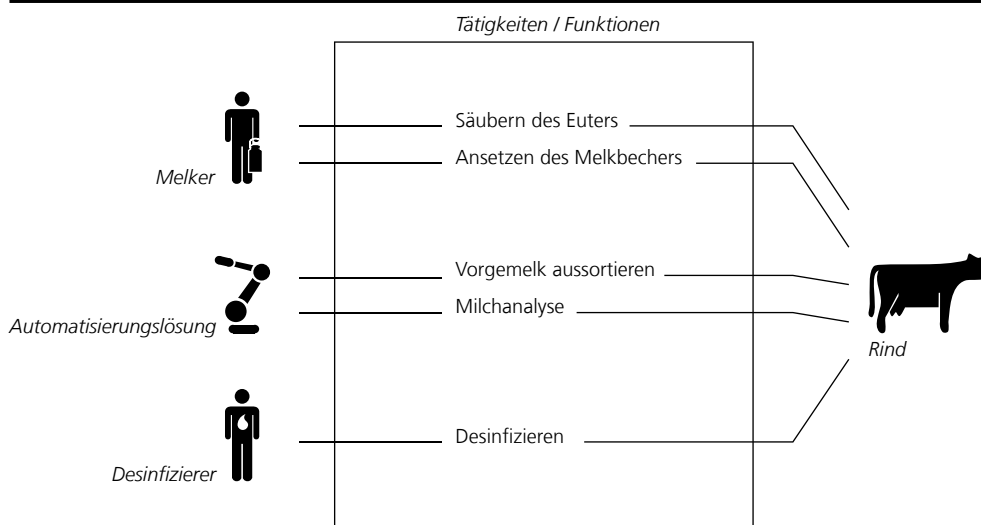 Tätigkeiten / Funktionen
Säubern des Euters
Ansetzen des Melkbechers
Melker
Vorgemelk aussortieren
Milchanalyse
Automatisierungslösung
Rind
Desinfizieren
Desinfizierer